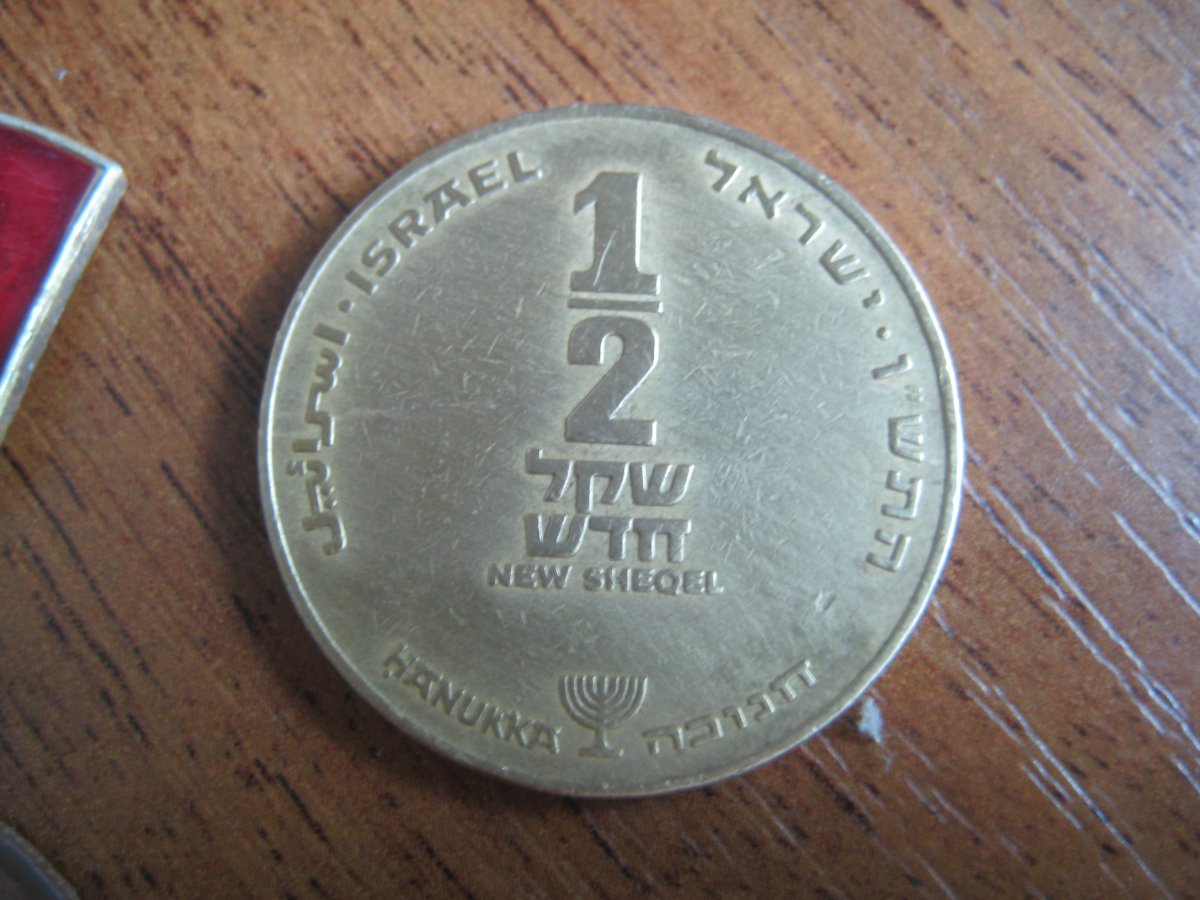 اسرائيل · ISRAEL
התש"ו · ישראל
1
2
שקל
חדש
NEW SHEQEL
HANUKKA
חנוכה